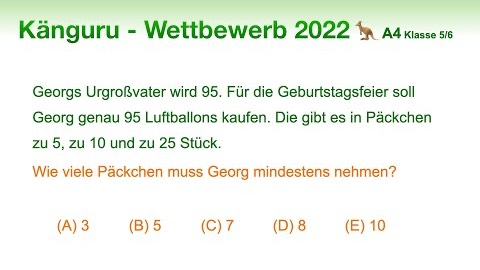 Känguru - Wettbewerb 2022 🦘 A4 Klasse 5/6
Georgs Urgroßvater wird 95. Für die Geburtstagsfeier soll
Georg genau 95 Luftballons kaufen. Die gibt es in Päckchen
zu 5, zu 10 und zu 25 Stück.
Wie viele Päckchen muss Georg mindestens nehmen?
(A) 3 (B) 5 (C) 7 (D) 8 (E) 10